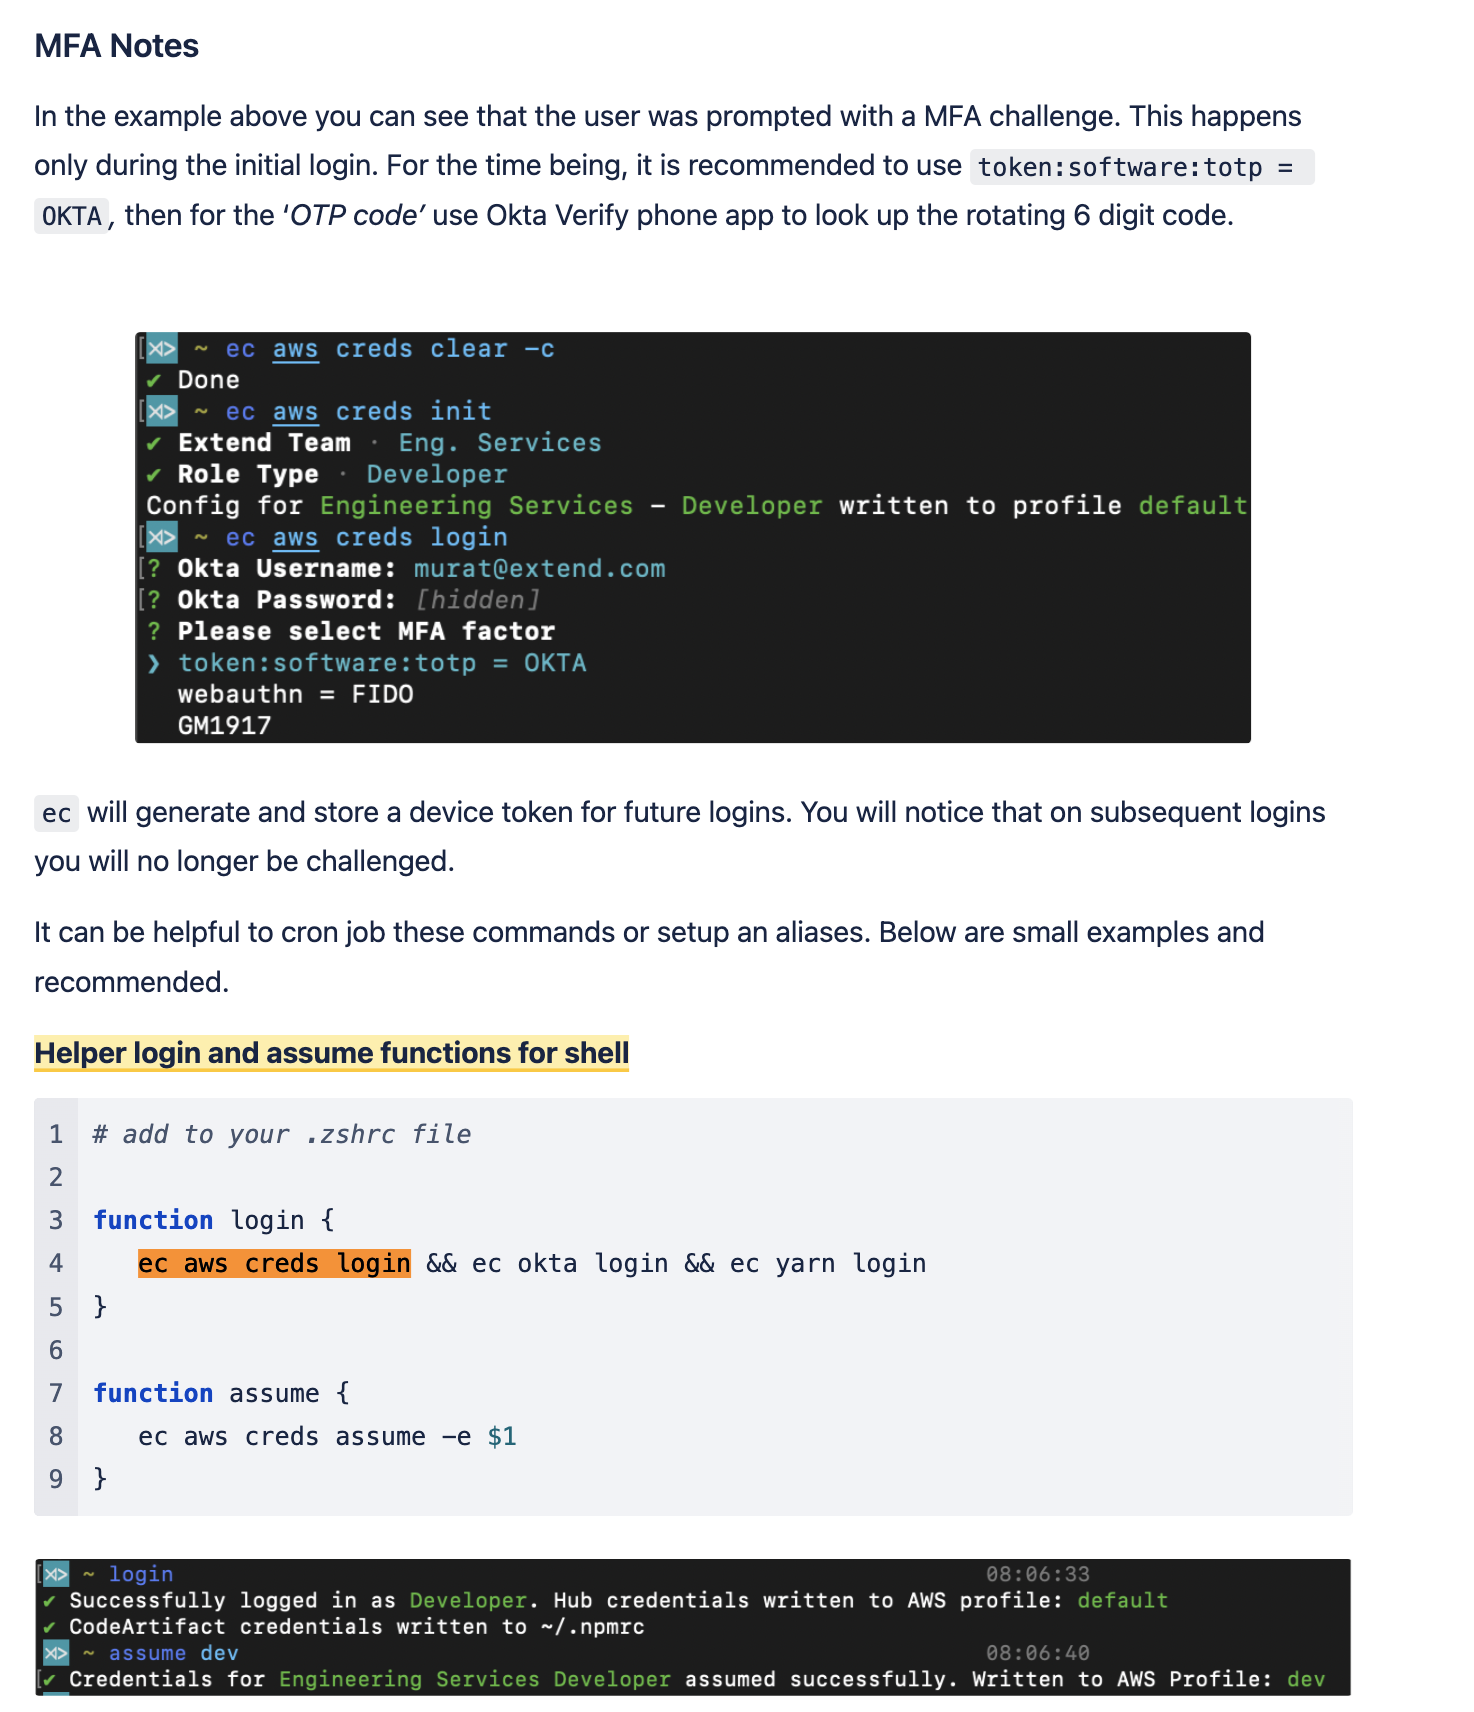 MFA Notes
In the example above you can see that the user was prompted with a MFA challenge. This happens
only during the initial login. For the time being, it is recommended to use token:software:totp =
OKTA, then for the ‘OTP code’ use Okta Verify phone app to look up the rotating 6 digit code.
~ ec aws creds clear -c
✔ Done
~ ec aws creds init
✔ Extend Team · Eng. Services
✔ Role Type · Developer
Config for Engineering Services - Developer written to profile default
~ ec aws creds login
[? Okta Username: murat@extend.com
[? Okta Password: [hidden]
? Please select MFA factor
❯ token:software:totp = OKTA
webauthn = FIDO
GM1917
ec will generate and store a device token for future logins. You will notice that on subsequent logins
you will no longer be challenged.
It can be helpful to cron job these commands or setup an aliases. Below are small examples and
recommended.
Helper login and assume functions for shell
1 # add to your .zshrc file
2
3 function login {
4 ec aws creds login && ec okta login && ec yarn login
5 }
6
7 function assume {
8 ec aws creds assume -e $1
9 }
~ login 08:06:33
✔ Successfully logged in as Developer. Hub credentials written to AWS profile: default
✔ CodeArtifact credentials written to ~/.npmrc
~ assume dev 08:06:40
[✔ Credentials for Engineering Services Developer assumed successfully. Written to AWS Profile: dev